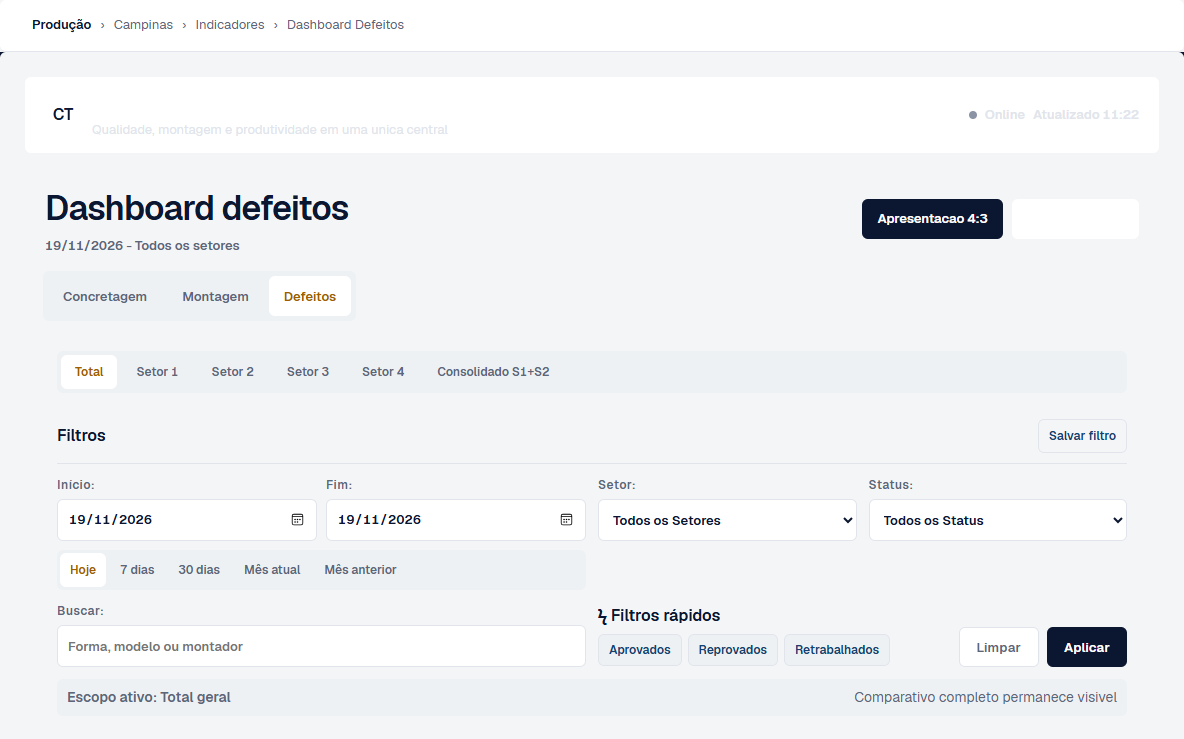 Produção › Campinas › Indicadores › Dashboard Defeitos
CT
Qualidade, montagem e produtividade em uma unica central
Online Atualizado 11:22
Dashboard defeitos
19/11/2026 - Todos os setores
Apresentacao 4:3
Concretagem Montagem Defeitos
Total Setor 1 Setor 2 Setor 3 Setor 4 Consolidado S1+S2
Filtros
Salvar filtro
Início: Fim: Setor: Status:
19/11/2026 19/11/2026 Todos os Setores Todos os Status
Hoje 7 dias 30 dias Mês atual Mês anterior
Buscar:
Forma, modelo ou montador
Filtros rápidos
Aprovados Reprovados Retrabalhados
Limpar Aplicar
Escopo ativo: Total geral
Comparativo completo permanece visivel